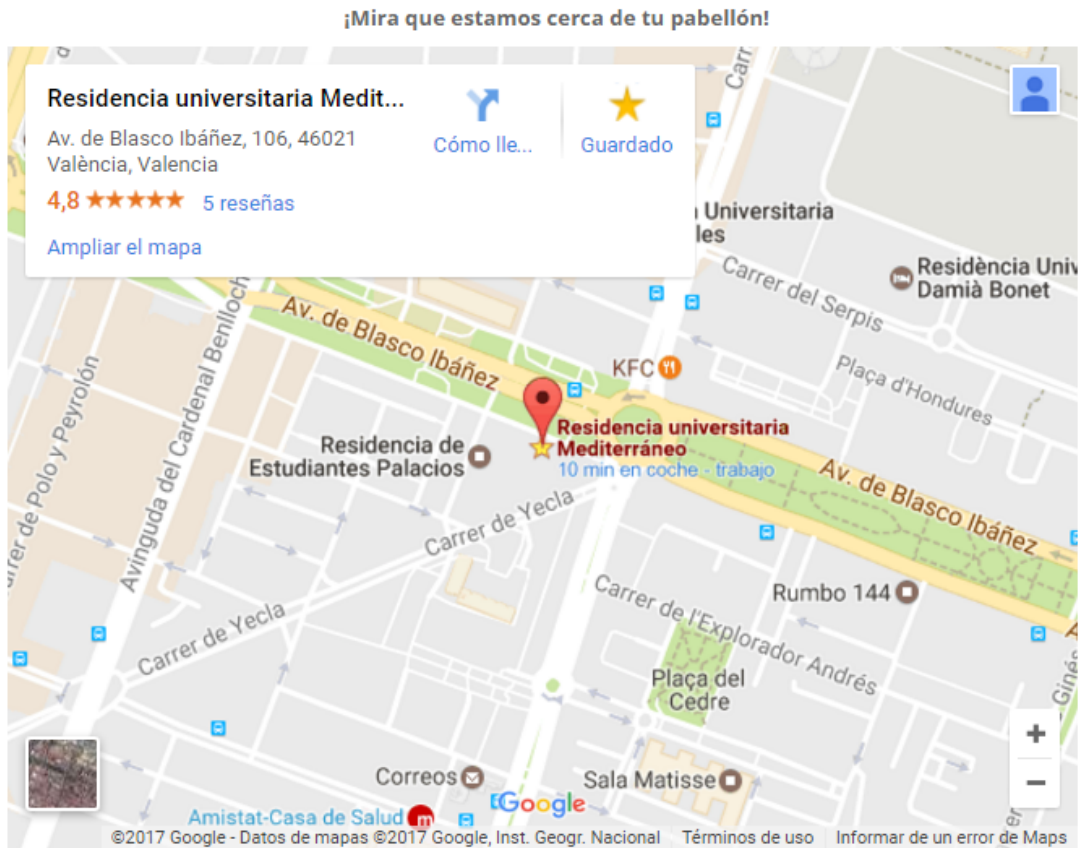 ¡Mira que estamos cerca de tu pabellón!
Residencia universitaria Medit...
Av. de Blasco Ibáñez, 106, 46021
València, Valencia
4,8
5 reseñas
Ampliar el mapa
Cómo lle...
Guardado
Universitaria
les
Carrer del Serpis
Residència Univ
Damià Bonet
Plaça d'Hondures
Av. de Blasco Ibáñez
KFC
Residencia universitaria
Mediterráneo
10 min en coche - trabajo
Residencia de
Estudiantes Palacios
Avinguda del Cardenal Benlloch
rrer de Polo y Peyrolón
Av. de Blasco Ibáñez
Carrer de Yecla
Rumbo 144
Carrer de l'Explorador Andrés
Carrer de Yecla
Plaça del
Cedre
Ginés
Correos
Sala Matisse
Amistat-Casa de Salud
m
Google
©2017 Google - Datos de mapas ©2017 Google, Inst. Geogr. Nacional
Términos de uso
Informar de un error de Maps